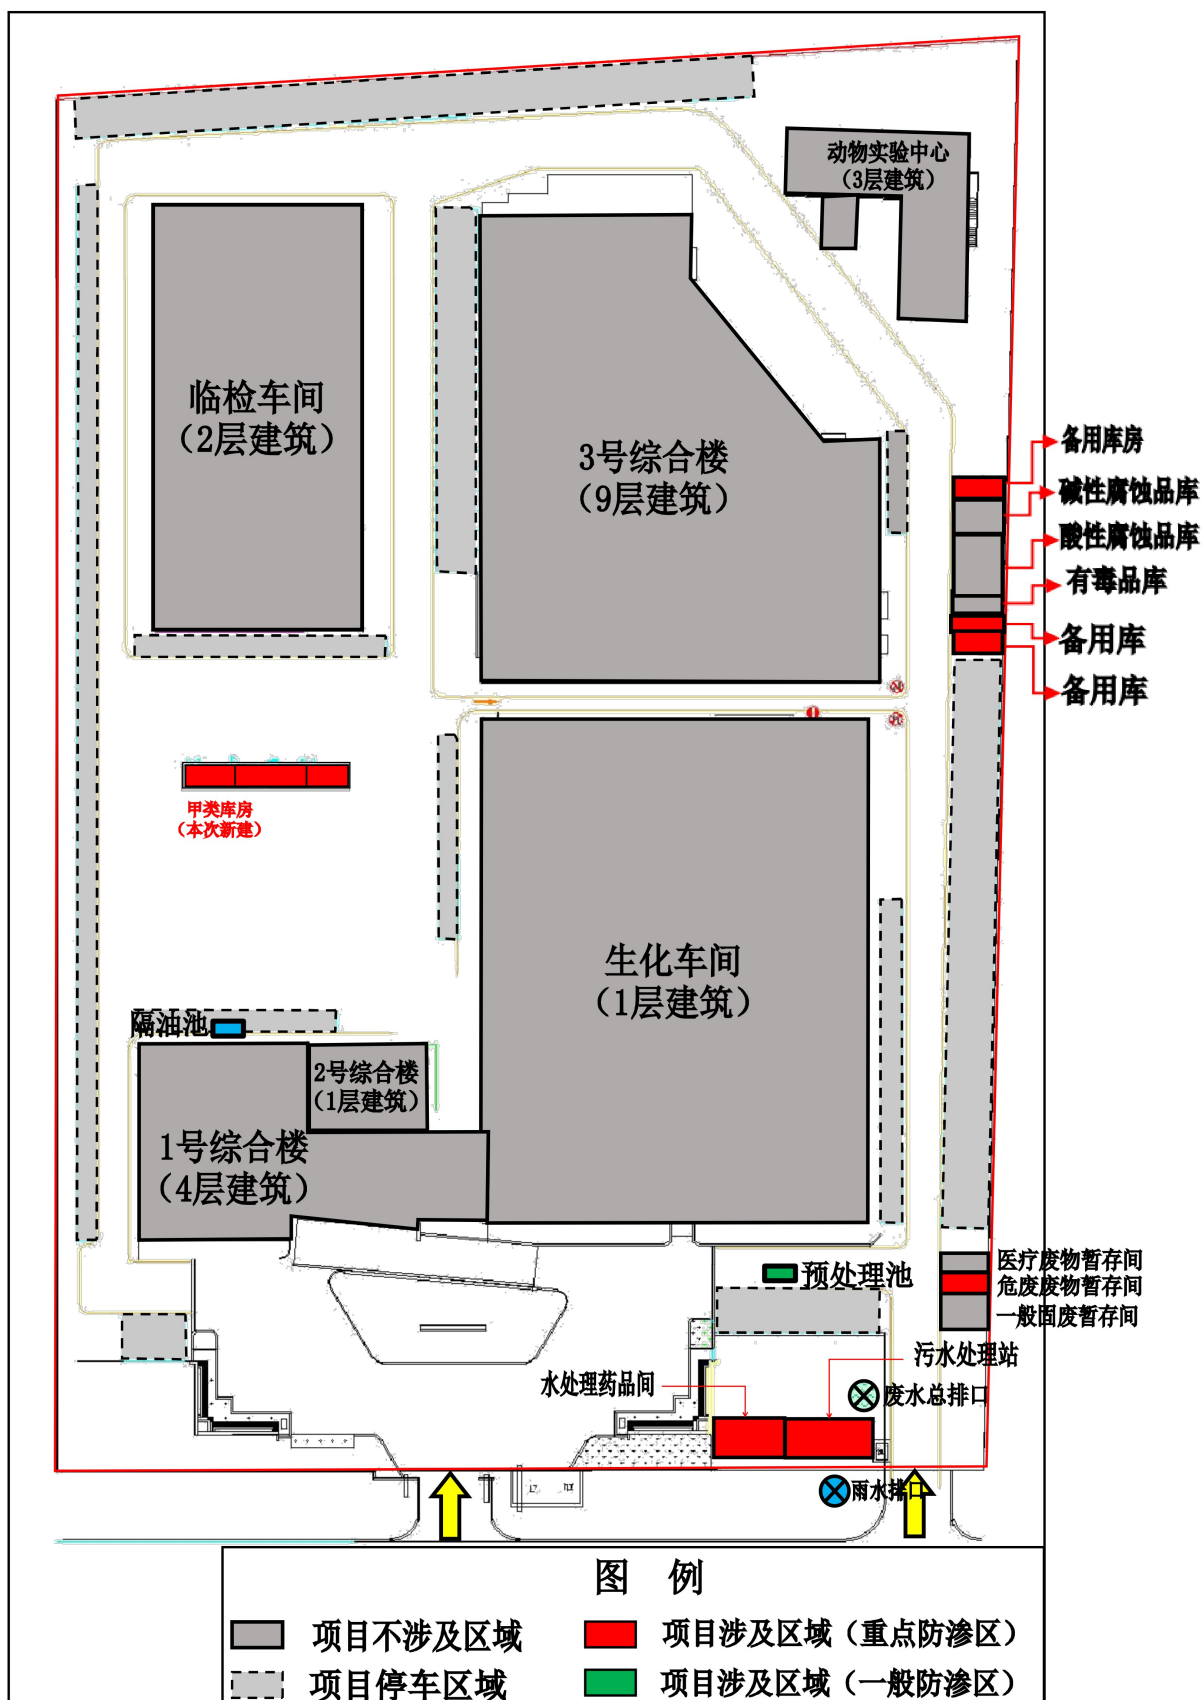 动物实验中心
（3层建筑）
临检车间
（2层建筑）
3号综合楼
（9层建筑）
备用库房
碱性腐蚀品库
酸性腐蚀品库
有毒品库
备用库
备用库
甲类库房
（本次新建）
生化车间
（1层建筑）
隔油池
2号综合楼
（1层建筑）
1号综合楼
（4层建筑）
预处理池
医疗废物暂存间
危废废物暂存间
一般固废暂存间
污水处理站
水处理药品间
废水总排口
雨水排口
图 例
项目不涉及区域
项目涉及区域（重点防渗区）
项目停车区域
项目涉及区域（一般防渗区）